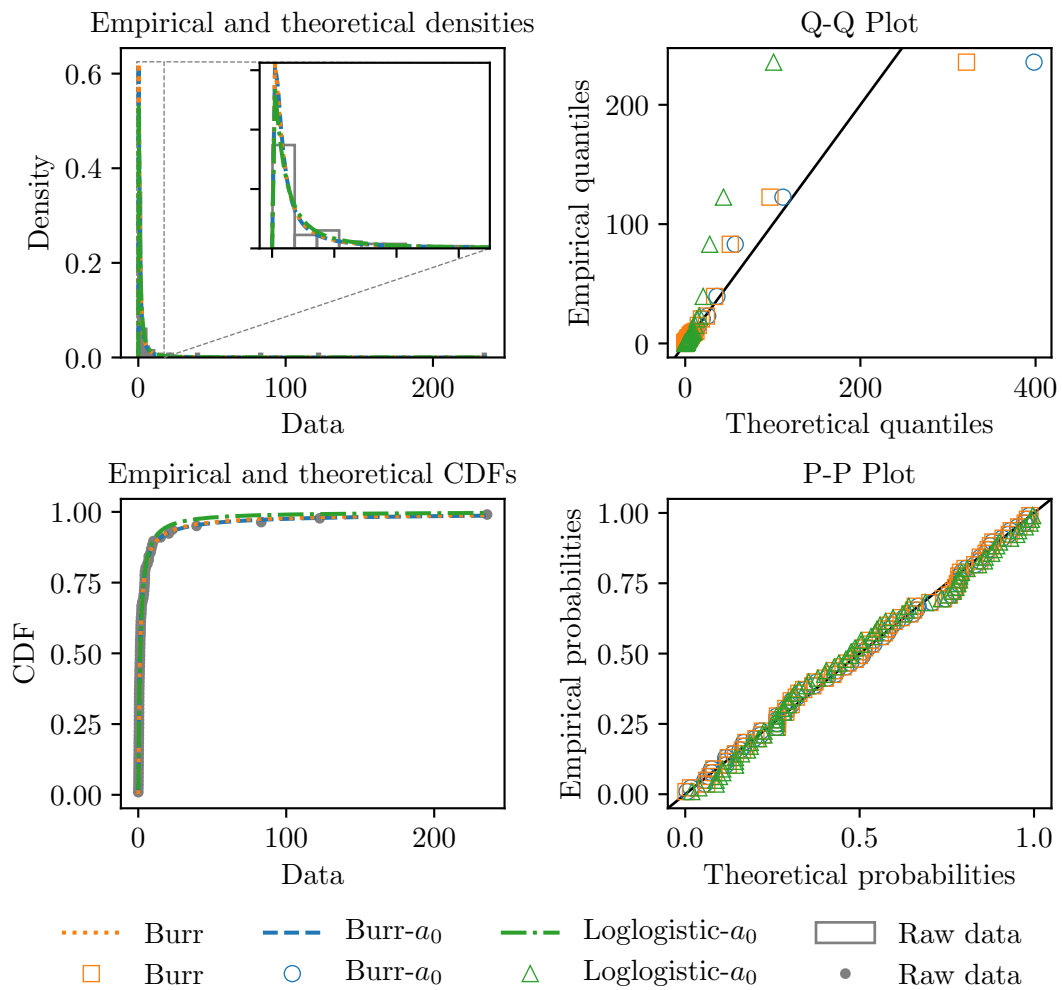 Empirical and theoretical densities
0.6
0.4
0.2
0.0
Density
0
100
200
Data
Q-Q Plot
200
100
0
Empirical quantiles
0
200
400
Theoretical quantiles
Empirical and theoretical CDFs
1.00
0.75
0.50
0.25
0.00
CDF
0
100
200
Data
P-P Plot
1.00
0.75
0.50
0.25
0.00
Empirical probabilities
0.0
0.5
1.0
Theoretical probabilities
Burr Burr-a₀ Loglogistic-a₀ Raw data
Burr Burr-a₀ Loglogistic-a₀ Raw data